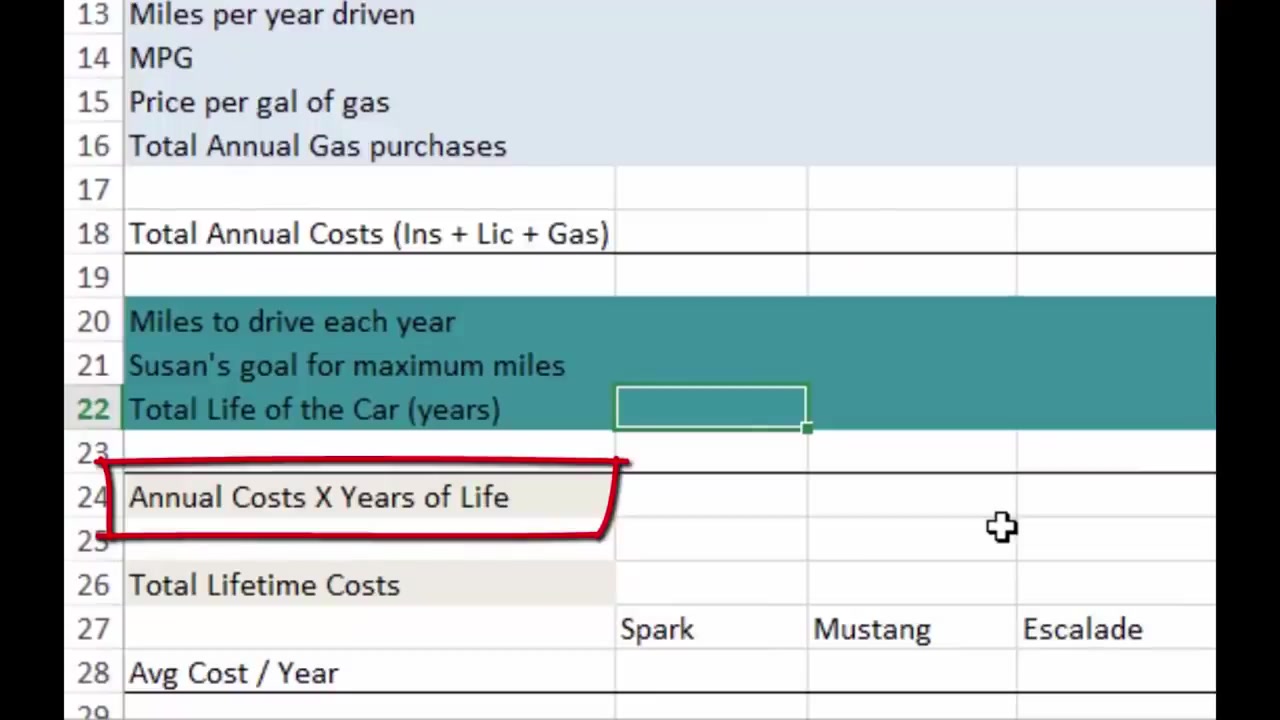 13 Miles per year driven
14 MPG
15 Price per gal of gas
16 Total Annual Gas purchases
17
18 Total Annual Costs (Ins + Lic + Gas)
19
20 Miles to drive each year
21 Susan's goal for maximum miles
22 Total Life of the Car (years)
23
24 Annual Costs X Years of Life
25
26 Total Lifetime Costs
27 Spark Mustang Escalade
28 Avg Cost / Year
29